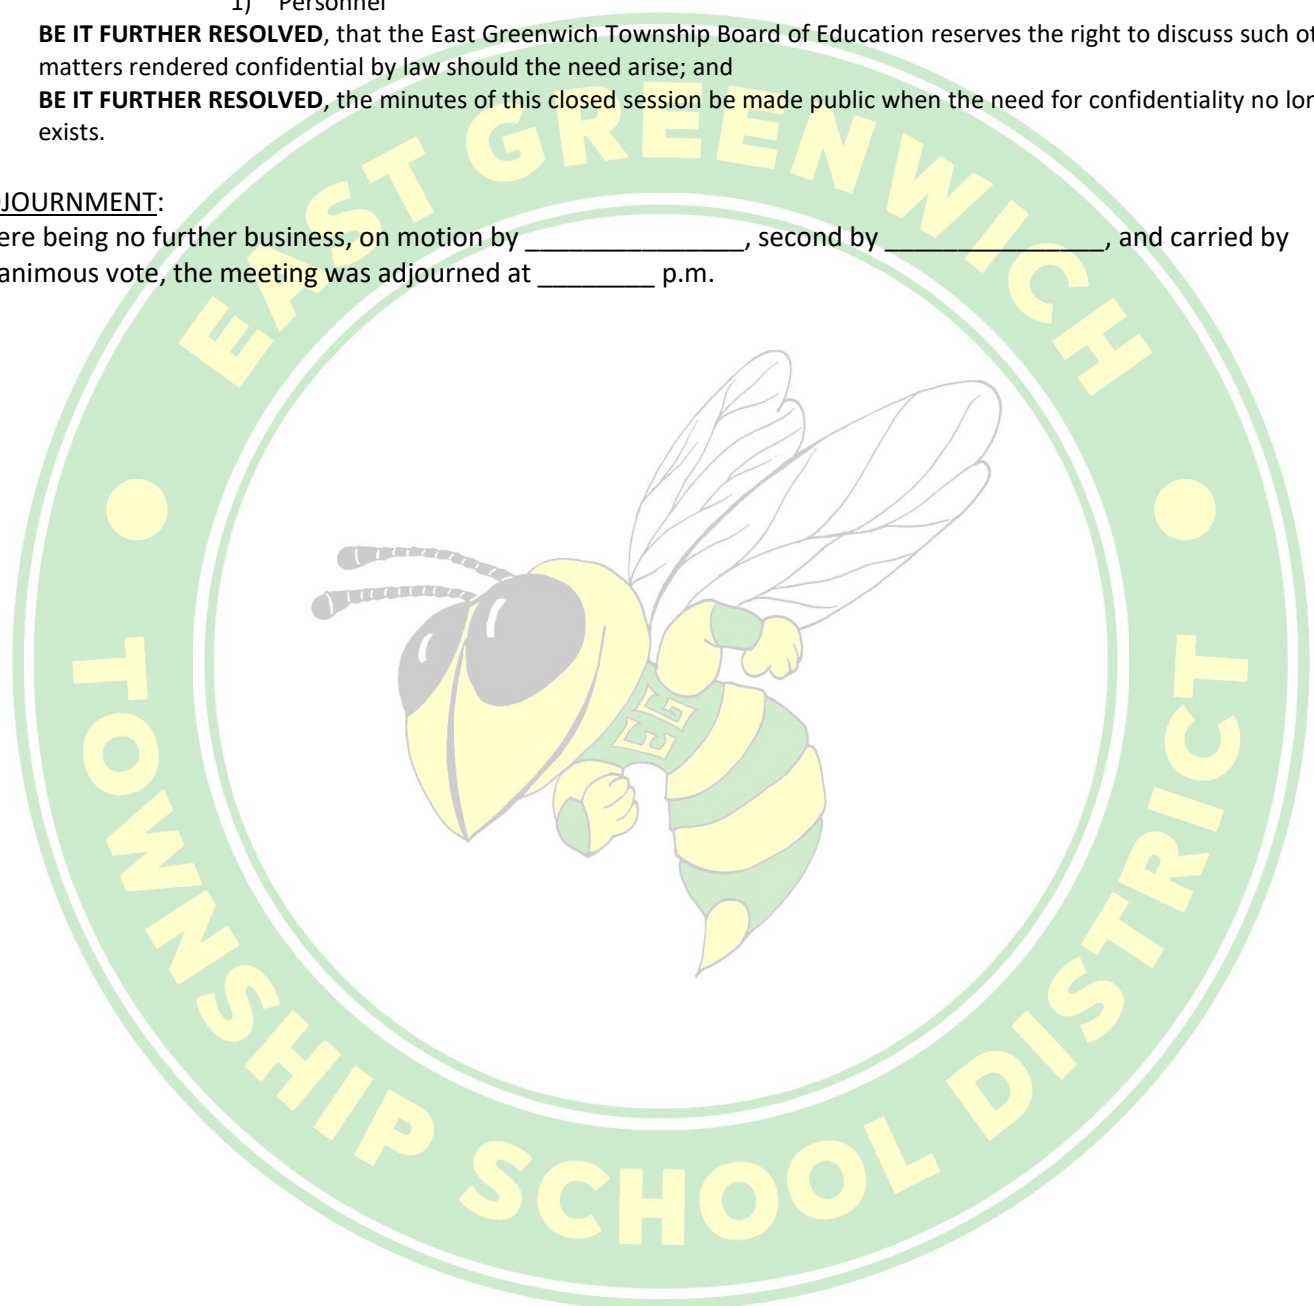 1) Personnel
BE IT FURTHER RESOLVED, that the East Greenwich Township Board of Education reserves the right to discuss such
matters rendered confidential by law should the need arise; and
BE IT FURTHER RESOLVED, the minutes of this closed session be made public when the need for confidentiality no
exists.
DJOURNMENT:
ere being no further business, on motion by _______________, second by _______________, and carried by
animous vote, the meeting was adjourned at ________ p.m.
EAST GREENWICH
TOWNSHIP SCHOOL DISTRICT
EG